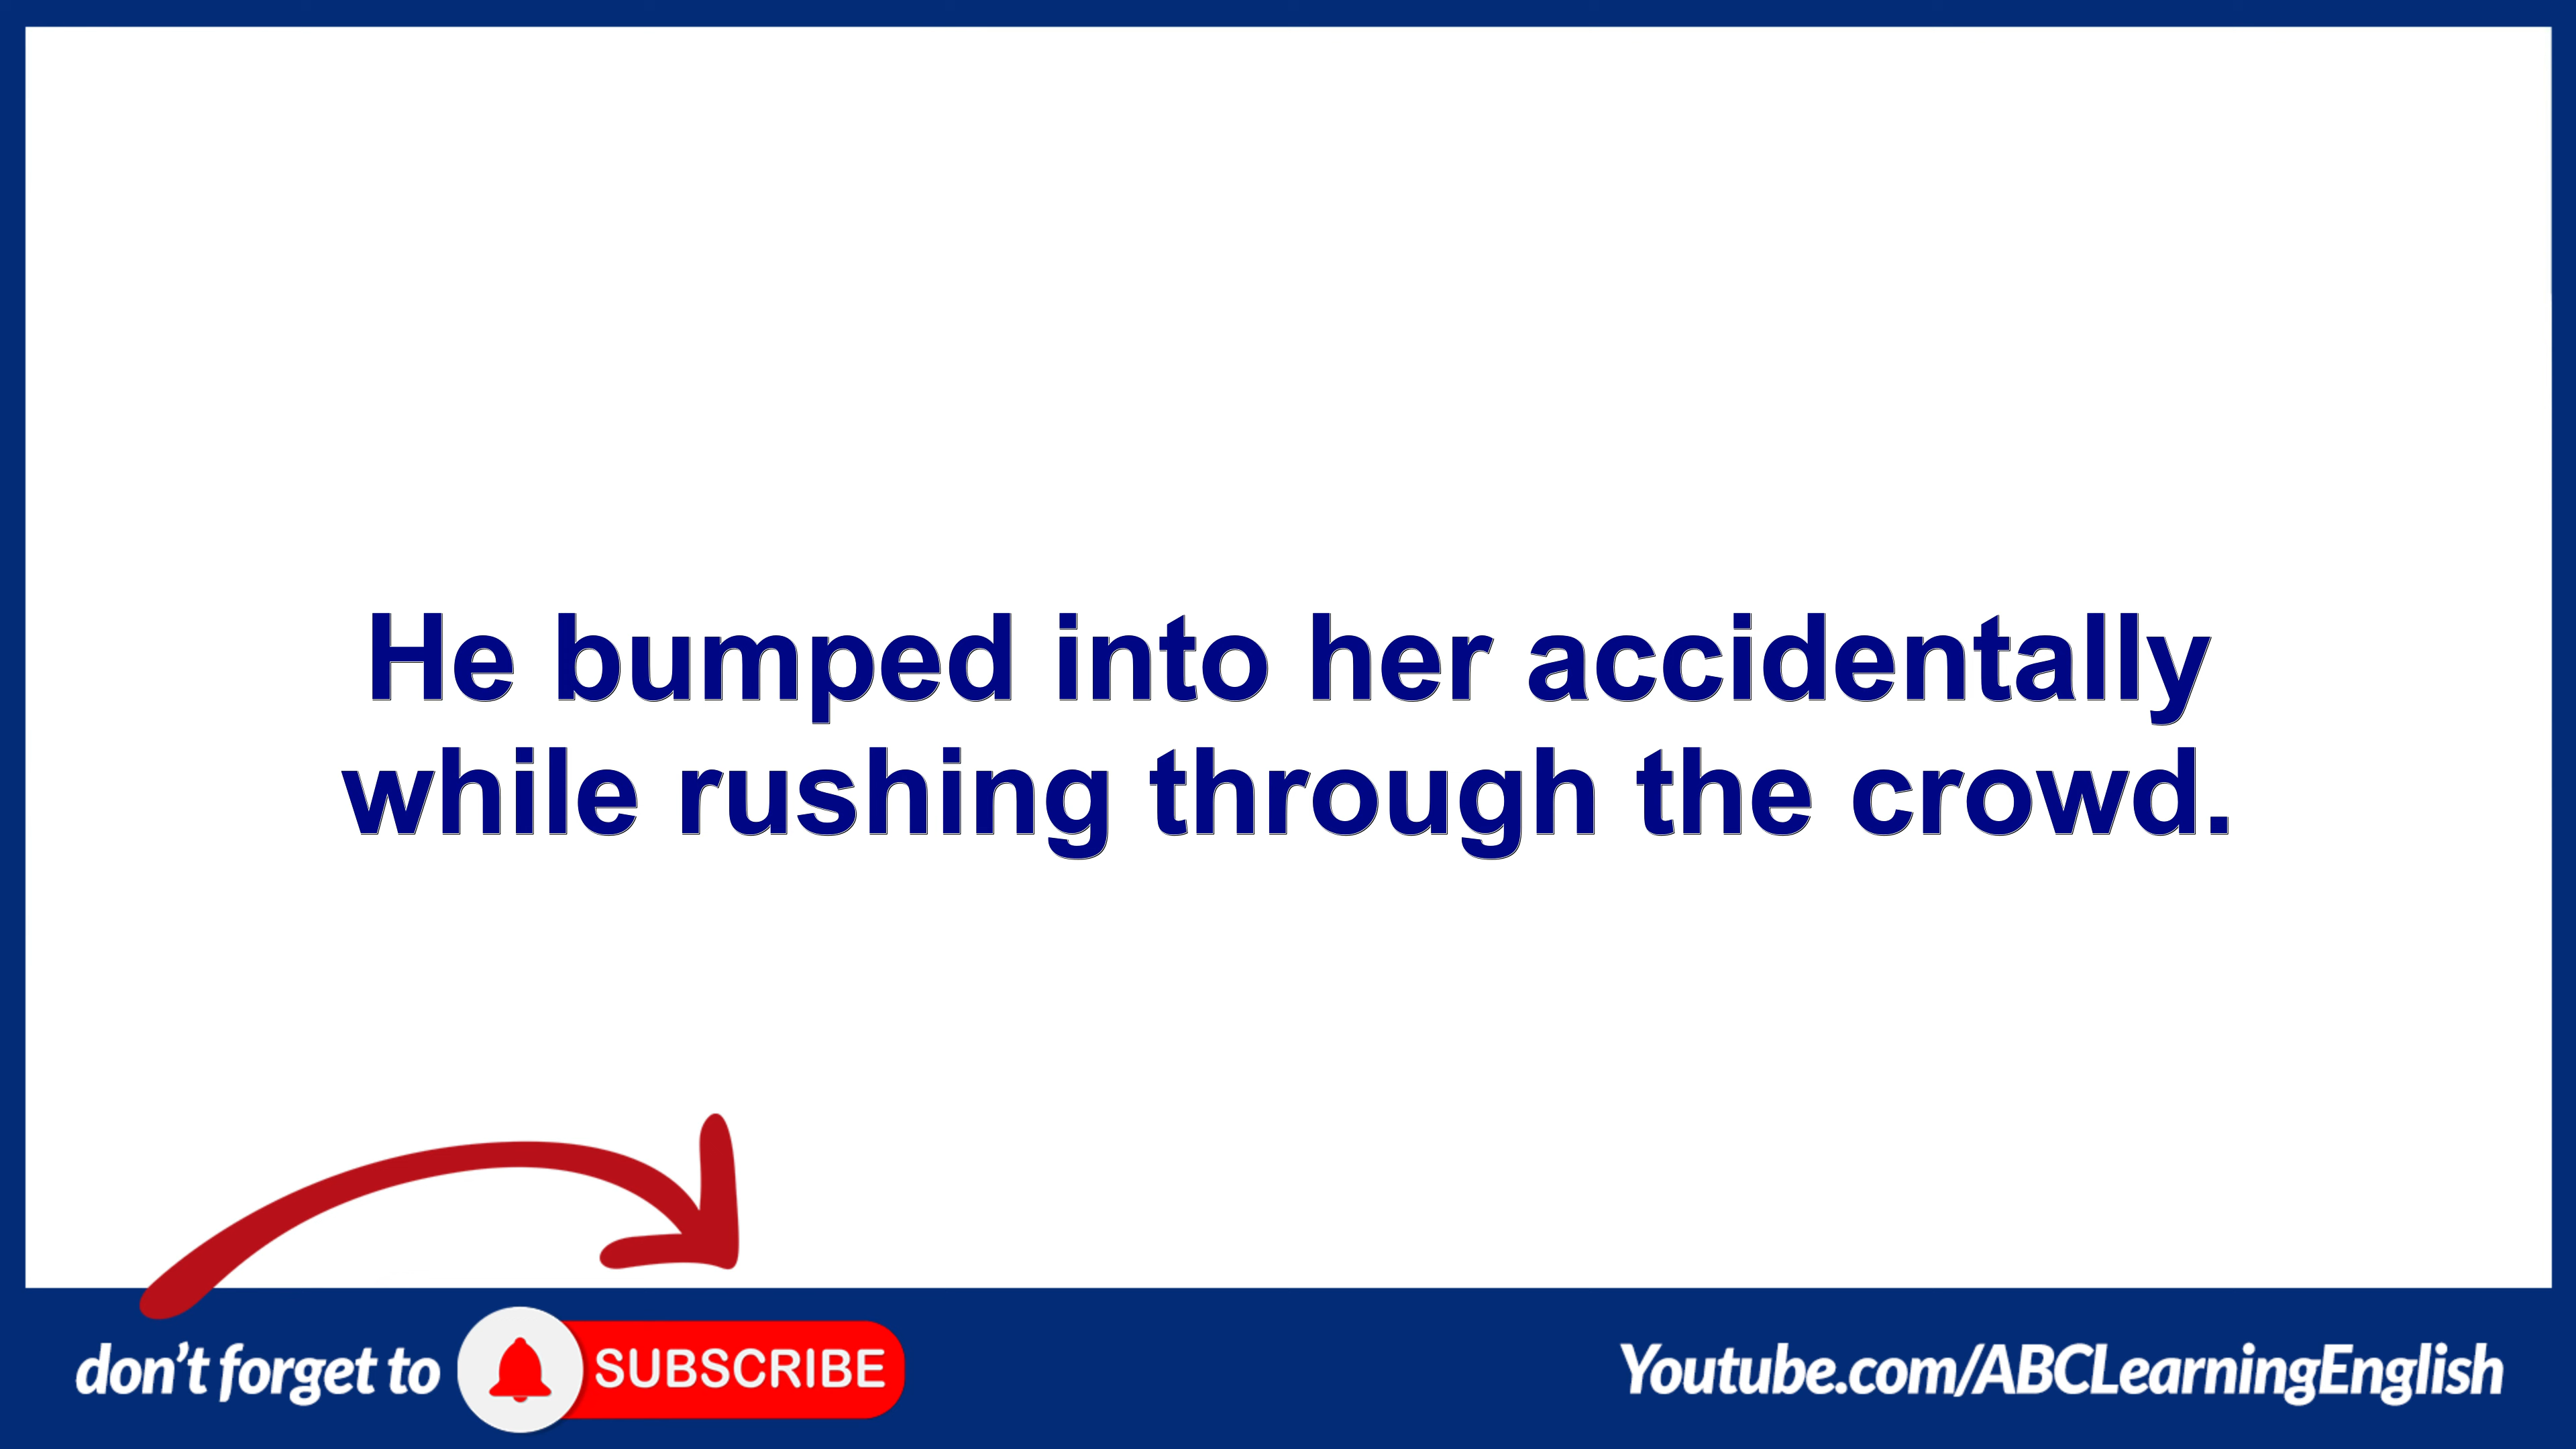 He bumped into her accidentally
while rushing through the crowd.
don't forget to SUBSCRIBE
Youtube.com/ABCLearningEnglish